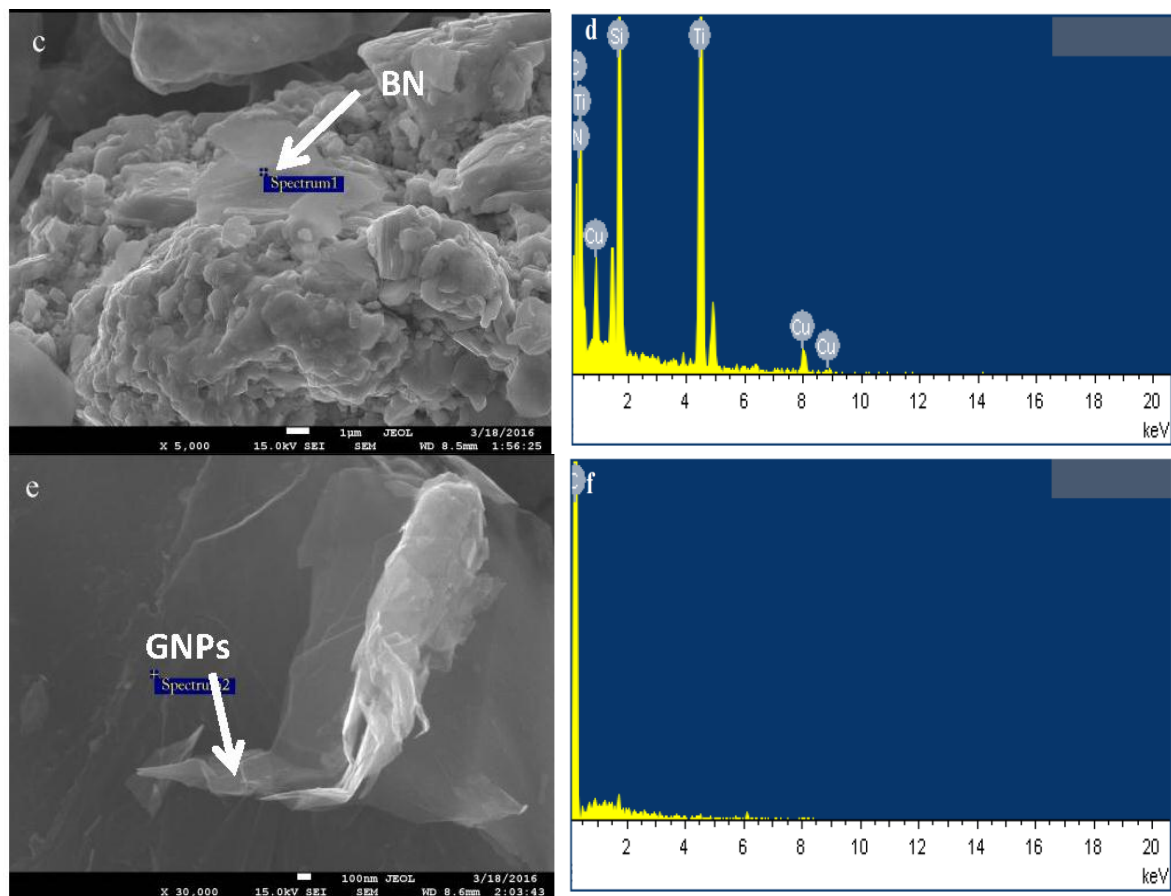 c
BN
Spectrum1
1µm JEOL 3/18/2016
X 5,000 15.0kV SEI SEM WD 8.5mm 1:56:25
d
Si
Ti
C
Ti
N
Cu
Cu
Cu
2 4 6 8 10 12 14 16 18 20
keV
e
GNPs
Spectrum2
100nm JEOL 3/18/2016
X 30,000 15.0kV SEI SEM WD 8.6mm 2:03:43
C
f
2 4 6 8 10 12 14 16 18 20
keV